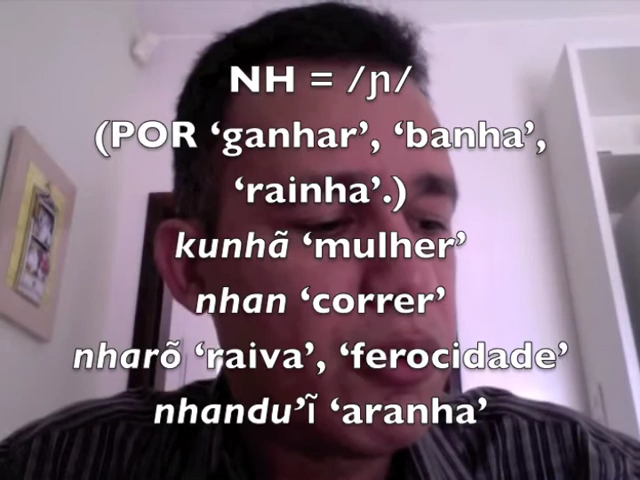 NH = /ɲ/
(POR ‘ganhar’, ‘banha’,
‘rainha’.)
kunhã ‘mulher’
nhan ‘correr’
nharõ ‘raiva’, ‘ferocidade’
nhandu’ĩ ‘aranha’